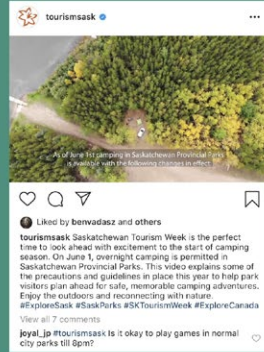 tourismsask
As of June 1st camping in Saskatchewan Provincial Parks
is available with the following changes in effect
Liked by benvadasz and others
tourismsask Saskatchewan Tourism Week is the perfect
time to look ahead with excitement to the start of camping
season. On June 1, overnight camping is permitted in
Saskatchewan Provincial Parks. This video explains some of
the precautions and guidelines in place this year to help park
visitors plan ahead for safe, memorable camping adventures.
Enjoy the outdoors and reconnecting with nature.
#ExploreSask #SaskParks #SKTourismWeek #ExploreCanada
View all 7 comments
joyal_jp #tourismsask Is it okay to play games in normal
city parks till 8pm?